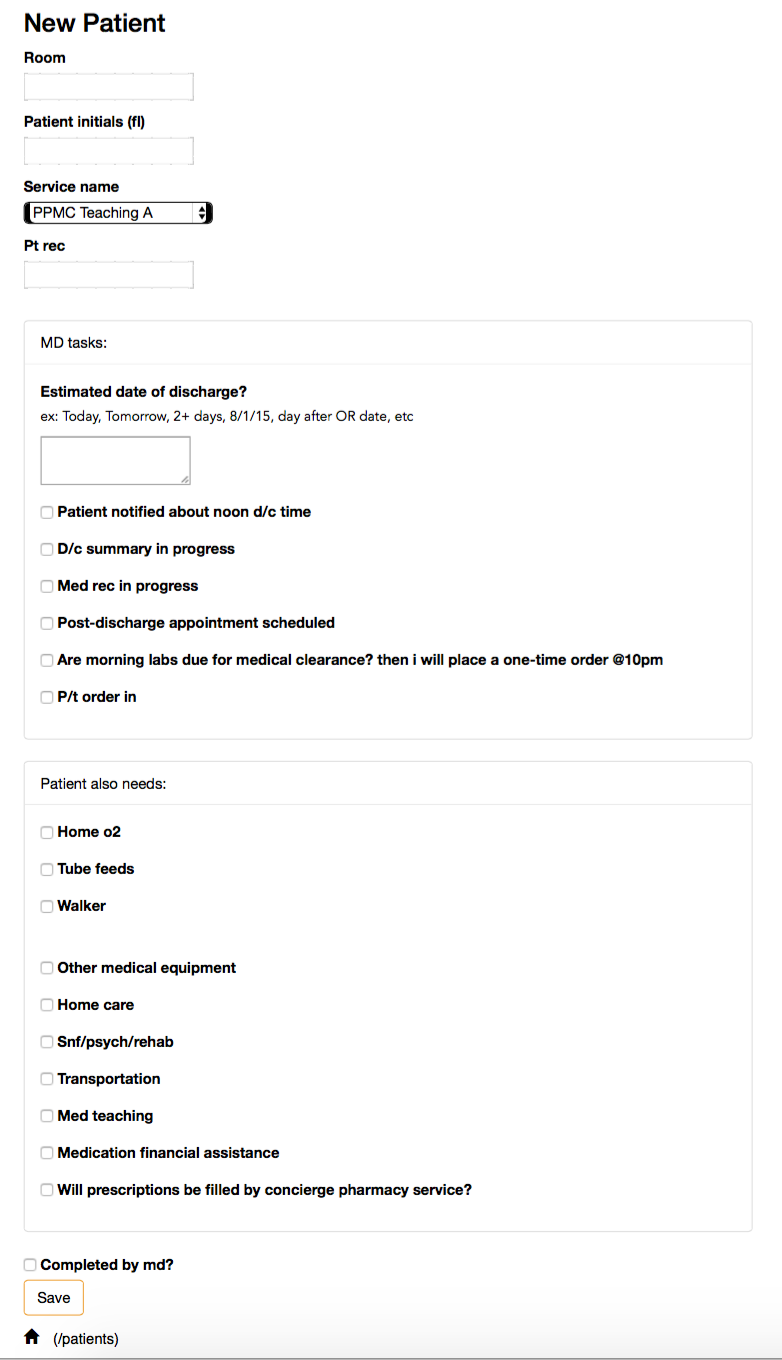 New Patient
Room
Patient initials (fl)
Service name
PPMC Teaching A
Pt rec
MD tasks:
Estimated date of discharge?
ex: Today, Tomorrow, 2+ days, 8/1/15, day after OR date, etc
Patient notified about noon d/c time
D/c summary in progress
Med rec in progress
Post-discharge appointment scheduled
Are morning labs due for medical clearance? then i will place a one-time order @10pm
P/t order in
Patient also needs:
Home o2
Tube feeds
Walker
Other medical equipment
Home care
Snf/psych/rehab
Transportation
Med teaching
Medication financial assistance
Will prescriptions be filled by concierge pharmacy service?
Completed by md?
Save
(/patients)